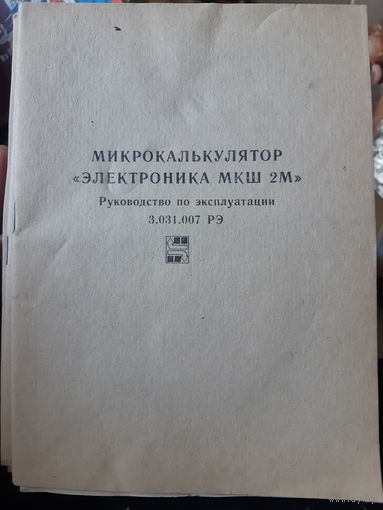 МИКРОКАЛЬКУЛЯТОР
«ЭЛЕКТРОНИКА МКШ 2М»
Руководство по эксплуатации
3.031.007 РЭ